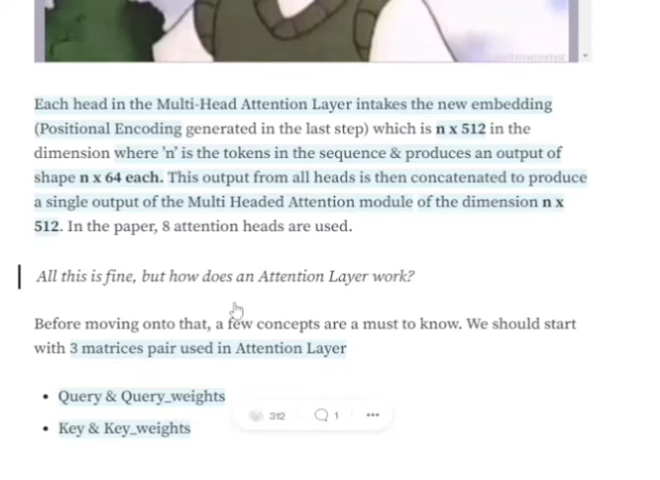 Each head in the Multi-Head Attention Layer intakes the new embedding
(Positional Encoding generated in the last step) which is n x 512 in the
dimension where 'n' is the tokens in the sequence & produces an output of
shape n x 64 each. This output from all heads is then concatenated to produce
a single output of the Multi Headed Attention module of the dimension n x
512. In the paper, 8 attention heads are used.
All this is fine, but how does an Attention Layer work?
Before moving onto that, a few concepts are a must to know. We should start
with 3 matrices pair used in Attention Layer
• Query & Query_weights
312 1 •••
• Key & Key_weights